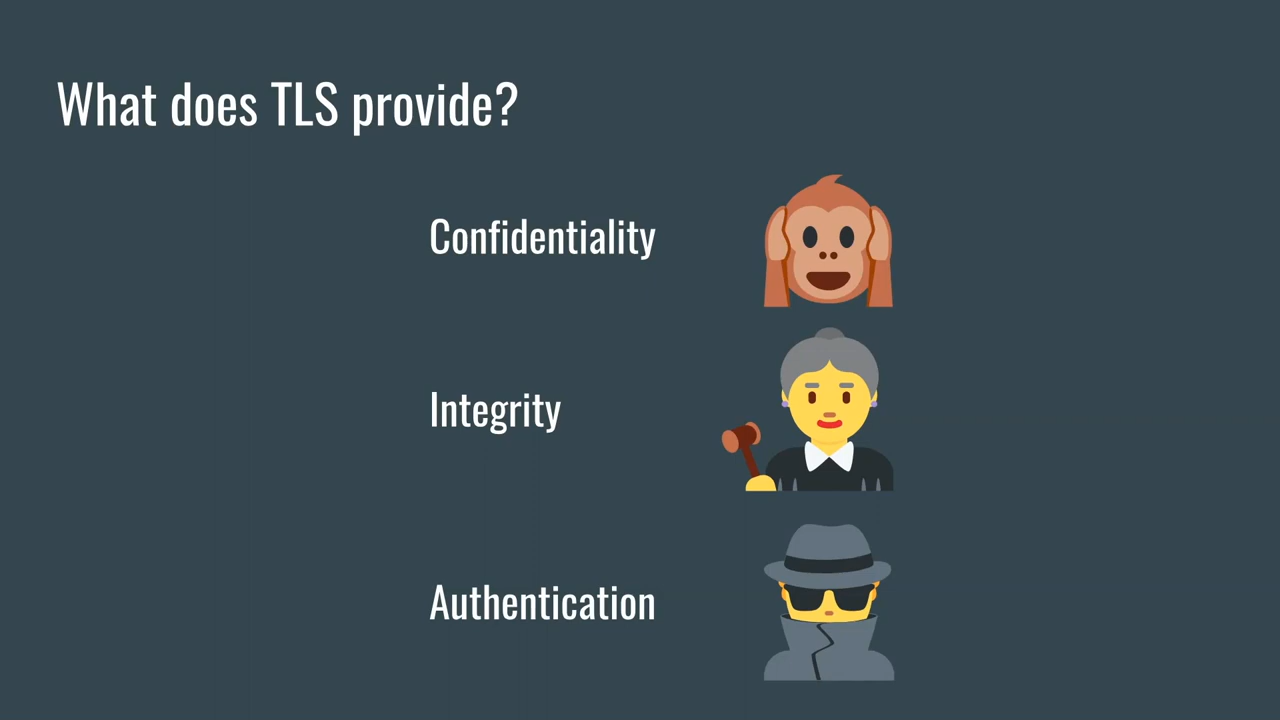 What does TLS provide?
Confidentiality
Integrity
Authentication